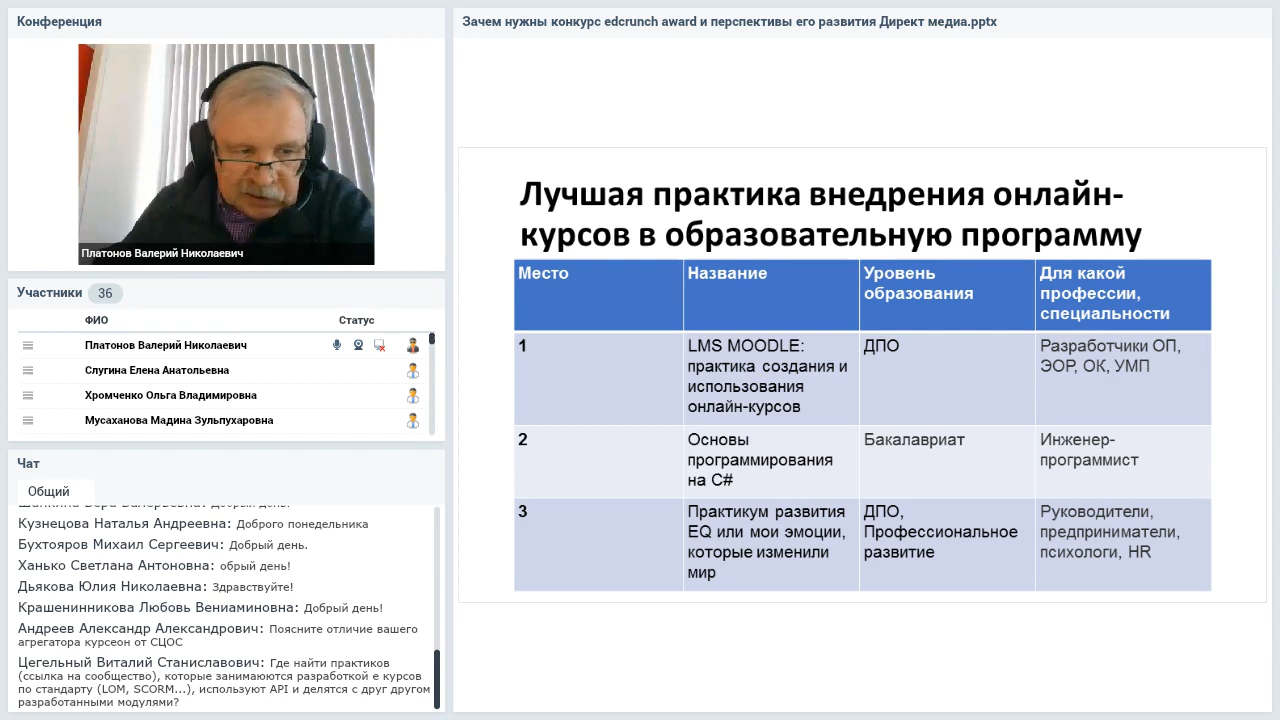 Конференция
Платонов Валерий Николаевич
Участники 36
ФИО Статус
Платонов Валерий Николаевич
Слугина Елена Анатольевна
Хромченко Ольга Владимировна
Мусаханова Мадина Зульпухаровна
Чат
Общий
Кузнецова Наталья Андреевна: Доброго понедельника
Бухтояров Михаил Сергеевич: Добрый день.
Ханько Светлана Антоновна: обрый день!
Дьякова Юлия Николаевна: Здравствуйте!
Крашенинникова Любовь Вениаминовна: Добрый день!
Андреев Александр Александрович: Поясните отличие вашего
агрегатора курсеон от СЦОС
Цегельный Виталий Станиславович: Где найти практиков
(ссылка на сообщество), которые занимаюются разработкой е курсов
по стандарту (LOM, SCORM...), используют API и делятся с друг другом
разработанными модулями?
Зачем нужны конкурс edcrunch award и перспективы его развития Директ медиа.pptx
Лучшая практика внедрения онлайн-
курсов в образовательную программу
Место Название Уровень Для какой
образования профессии,
специальности
1 LMS MOODLE: ДПО Разработчики ОП,
практика создания и ЭОР, ОК, УМП
использования
онлайн-курсов
2 Основы Бакалавриат Инженер-
программирования программист
на C#
3 Практикум развития ДПО, Руководители,
EQ или мои эмоции, Профессиональное предприниматели,
которые изменили развитие психологи, HR
мир